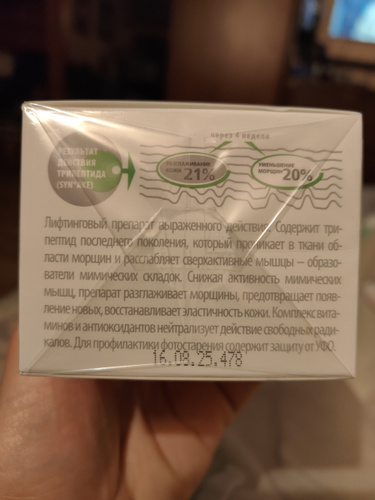 через 4 недели
РЕЗУЛЬТАТ
ДЕЙСТВИЯ
ТРИПЕПТИДА
(SYN®-AKE)
РАЗГЛАЖИВАНИЕ
КОЖИ 21%
УМЕНЬШЕНИЕ
МОРЩИН 20%
Лифтинговый препарат выраженного действия. Содержит три-
пептид последнего поколения, который проникает в ткани об-
ласти морщин и расслабляет сверхактивные мышцы – образо-
ватели мимических складок. Снижая активность мимических
мышц, препарат разглаживает морщины, предотвращает появ-
ление новых, восстанавливает эластичность кожи. Комплекс вита-
минов и антиоксидантов нейтрализует действие свободных ради-
калов. Для профилактики фотостарения содержит защиту от УФО.
16.08.25.478